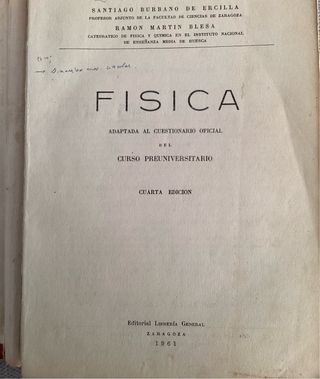 SANTIAGO BURBANO DE ERCILLA
PROFESOR ADJUNTO DE LA FACULTAD DE CIENCIAS DE ZARAGOZA
RAMON MARTIN BLESA
CATEDRATICO DE FISICA Y QUIMICA EN EL INSTITUTO NACIONAL
DE ENSEÑANZA MEDIA DE HUESCA
FISICA
ADAPTADA AL CUESTIONARIO OFICIAL
DEL
CURSO PREUNIVERSITARIO
CUARTA EDICION
Editorial LIBRERÍA GENERAL
ZARAGOZA
1961